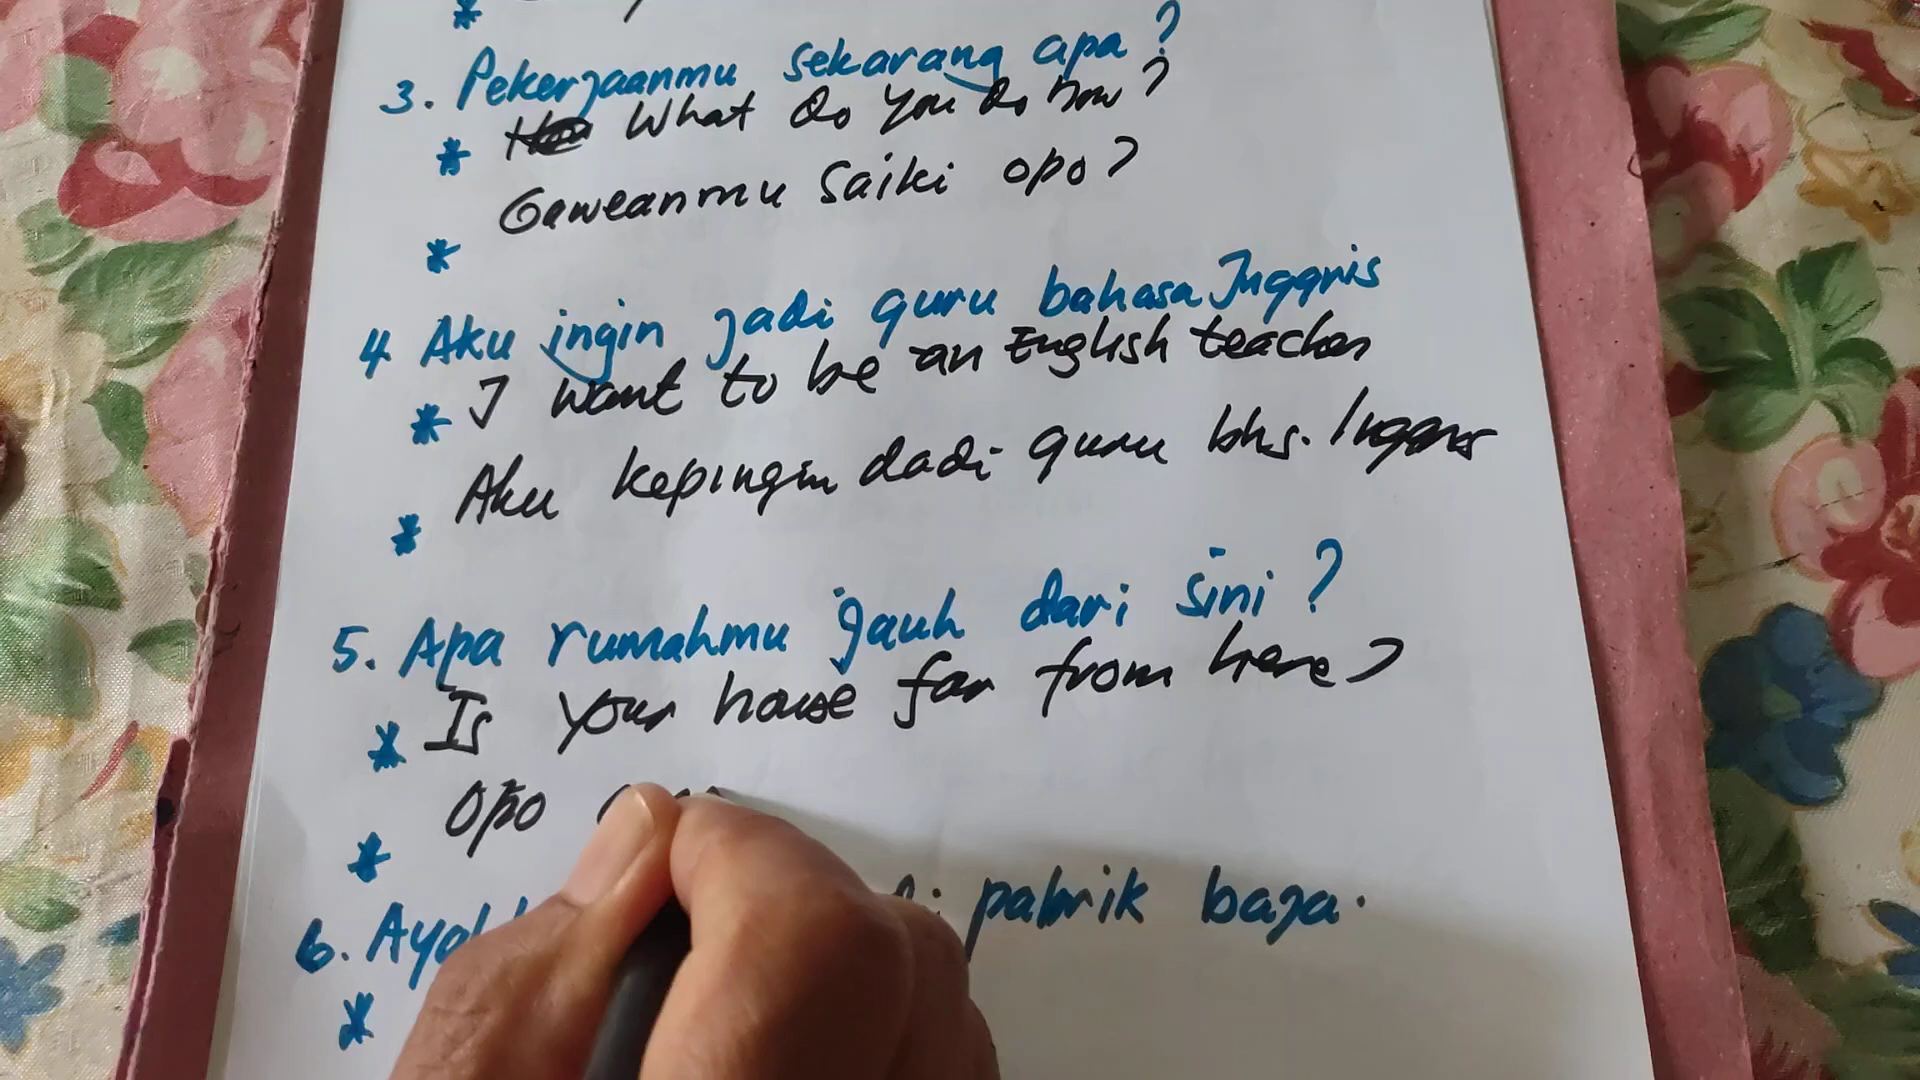 *
3. Pekerjaanmu sekarang apa?
* What do you do now?
* Gaweanmu saiki opo?
4 Aku ingin jadi guru bahasa Inggris
* I want to be an English teacher
* Aku kepingin dadi guru bhs. Inggris
5. Apa rumahmu jauh dari sini?
* Is your house far from here?
* Opo
6. pabrik baja.
*